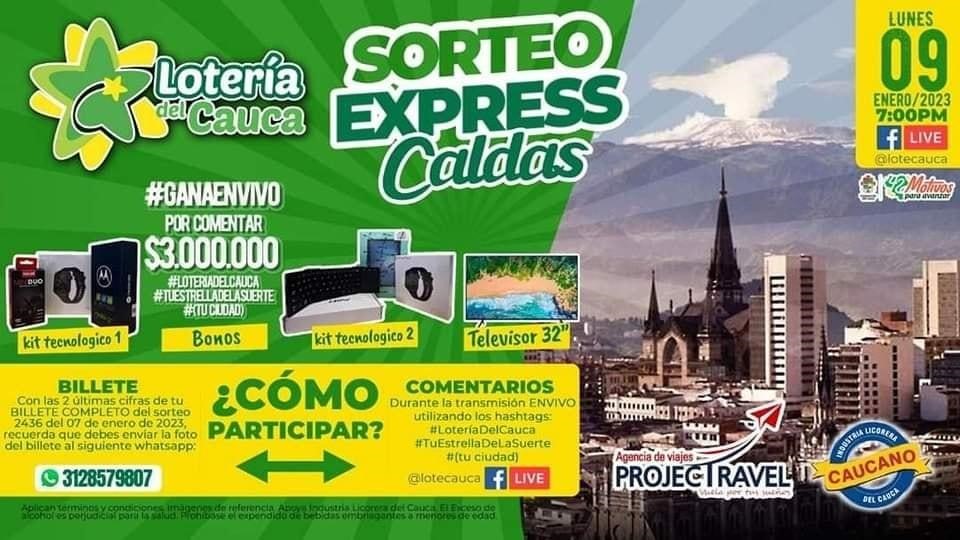 Lotería
del Cauca
SORTEO
EXPRESS
Caldas
LUNES
09
ENERO/2023
7:00PM
f LIVE
@lotecauca
42 Motivos
para avanzar
#GANAENVIVO
POR COMENTAR
$3.000.000
#LOTERIADELCAUCA
#TUESTRELLADELASUERTE
#(TU CIUDAD)
kit tecnologico 1
Bonos
kit tecnologico 2
Televisor 32"
BILLETE
Con las 2 últimas cifras de tu
BILLETE COMPLETO del sorteo
2436 del 07 de enero de 2023,
recuerda que debes enviar la foto
del billete al siguiente whatsapp:
3128579807
¿CÓMO
PARTICIPAR?
COMENTARIOS
Durante la transmisión ENVIVO
utilizando los hashtags:
#LoteríaDelCauca
#TuEstrellaDeLaSuerte
#(tu ciudad)
@lotecauca f LIVE
Agencia de viajes
PROJECTRAVEL
Vuela por tus sueños
INDUSTRIA LICORERA
CAUCANO
DEL CAUCA
Aplican términos y condiciones. Imágenes de referencia. Apoya Industria Licorera del Cauca. El Exceso de
alcohol es perjudicial para la salud. Prohíbase el expendido de bebidas embriagantes a menores de edad.